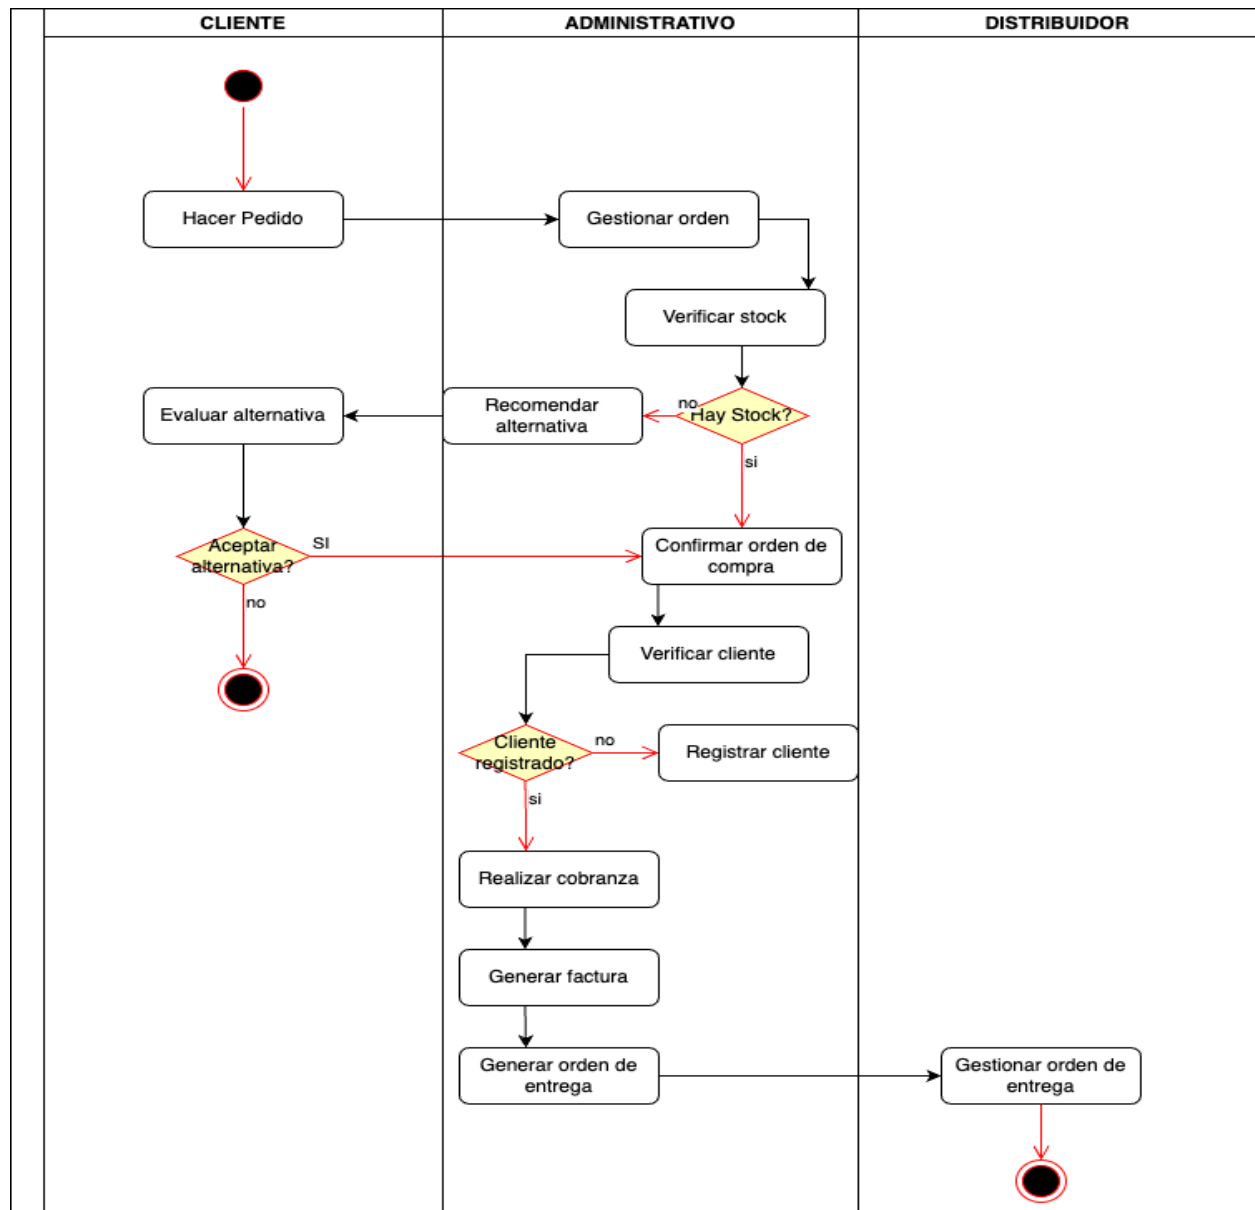 CLIENTE
ADMINISTRATIVO
DISTRIBUIDOR
Hacer Pedido
Gestionar orden
Verificar stock
Evaluar alternativa
Recomendar
alternativa
no
Hay Stock?
si
Aceptar
alternativa?
SI
no
Confirmar orden de
compra
Verificar cliente
Cliente
registrado?
no
Registrar cliente
si
Realizar cobranza
Generar factura
Generar orden de
entrega
Gestionar orden de
entrega